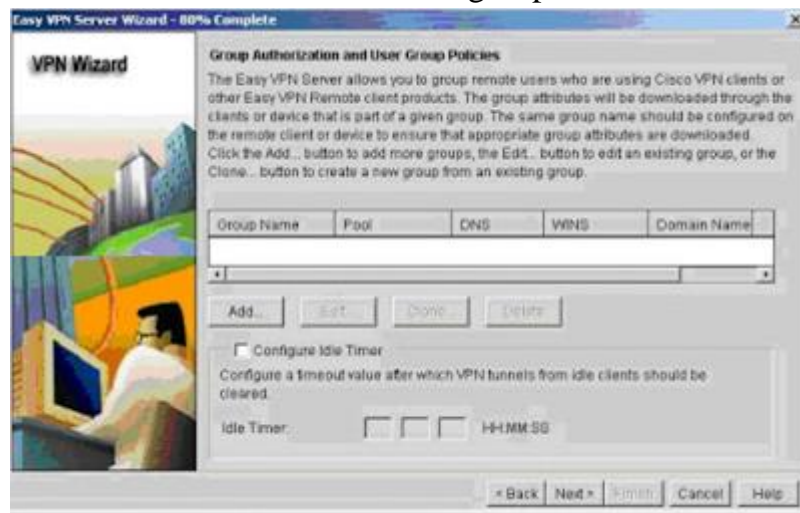 Easy VPN Server Wizard - 80% Complete
VPN Wizard
Group Authorization and User Group Policies
The Easy VPN Server allows you to group remote users who are using Cisco VPN clients or
other Easy VPN Remote client products. The group attributes will be downloaded through the
clients or device that is part of a given group. The same group name should be configured on
the remote client or device to ensure that appropriate group attributes are downloaded.
Click the Add... button to add more groups, the Edit... button to edit an existing group, or the
Clone... button to create a new group from an existing group.
Group Name Pool DNS WINS Domain Name
Add... Edit... Clone... Delete
Configure Idle Timer
Configure a timeout value after which VPN tunnels from idle clients should be
cleared.
Idle Timer: HH:MM:SS
< Back Next > Finish Cancel Help